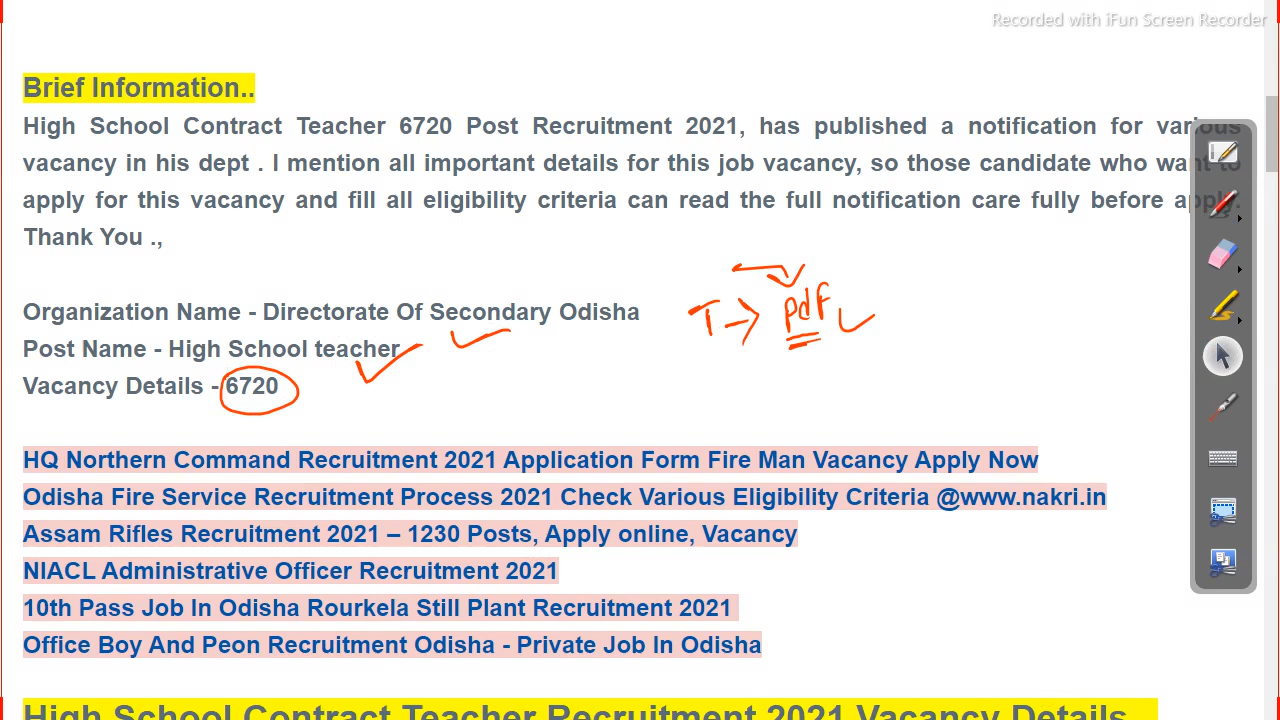 Recorded with iFun Screen Recorder
Brief Information..
High School Contract Teacher 6720 Post Recruitment 2021, has published a notification for various
vacancy in his dept . I mention all important details for this job vacancy, so those candidate who want to
apply for this vacancy and fill all eligibility criteria can read the full notification care fully before apply.
Thank You .,
Organization Name - Directorate Of Secondary Odisha
T → pdf
Post Name - High School teacher
Vacancy Details - 6720
HQ Northern Command Recruitment 2021 Application Form Fire Man Vacancy Apply Now
Odisha Fire Service Recruitment Process 2021 Check Various Eligibility Criteria @www.nakri.in
Assam Rifles Recruitment 2021 – 1230 Posts, Apply online, Vacancy
NIACL Administrative Officer Recruitment 2021
10th Pass Job In Odisha Rourkela Still Plant Recruitment 2021
Office Boy And Peon Recruitment Odisha - Private Job In Odisha
High School Contract Teacher Recruitment 2021 Vacancy Details